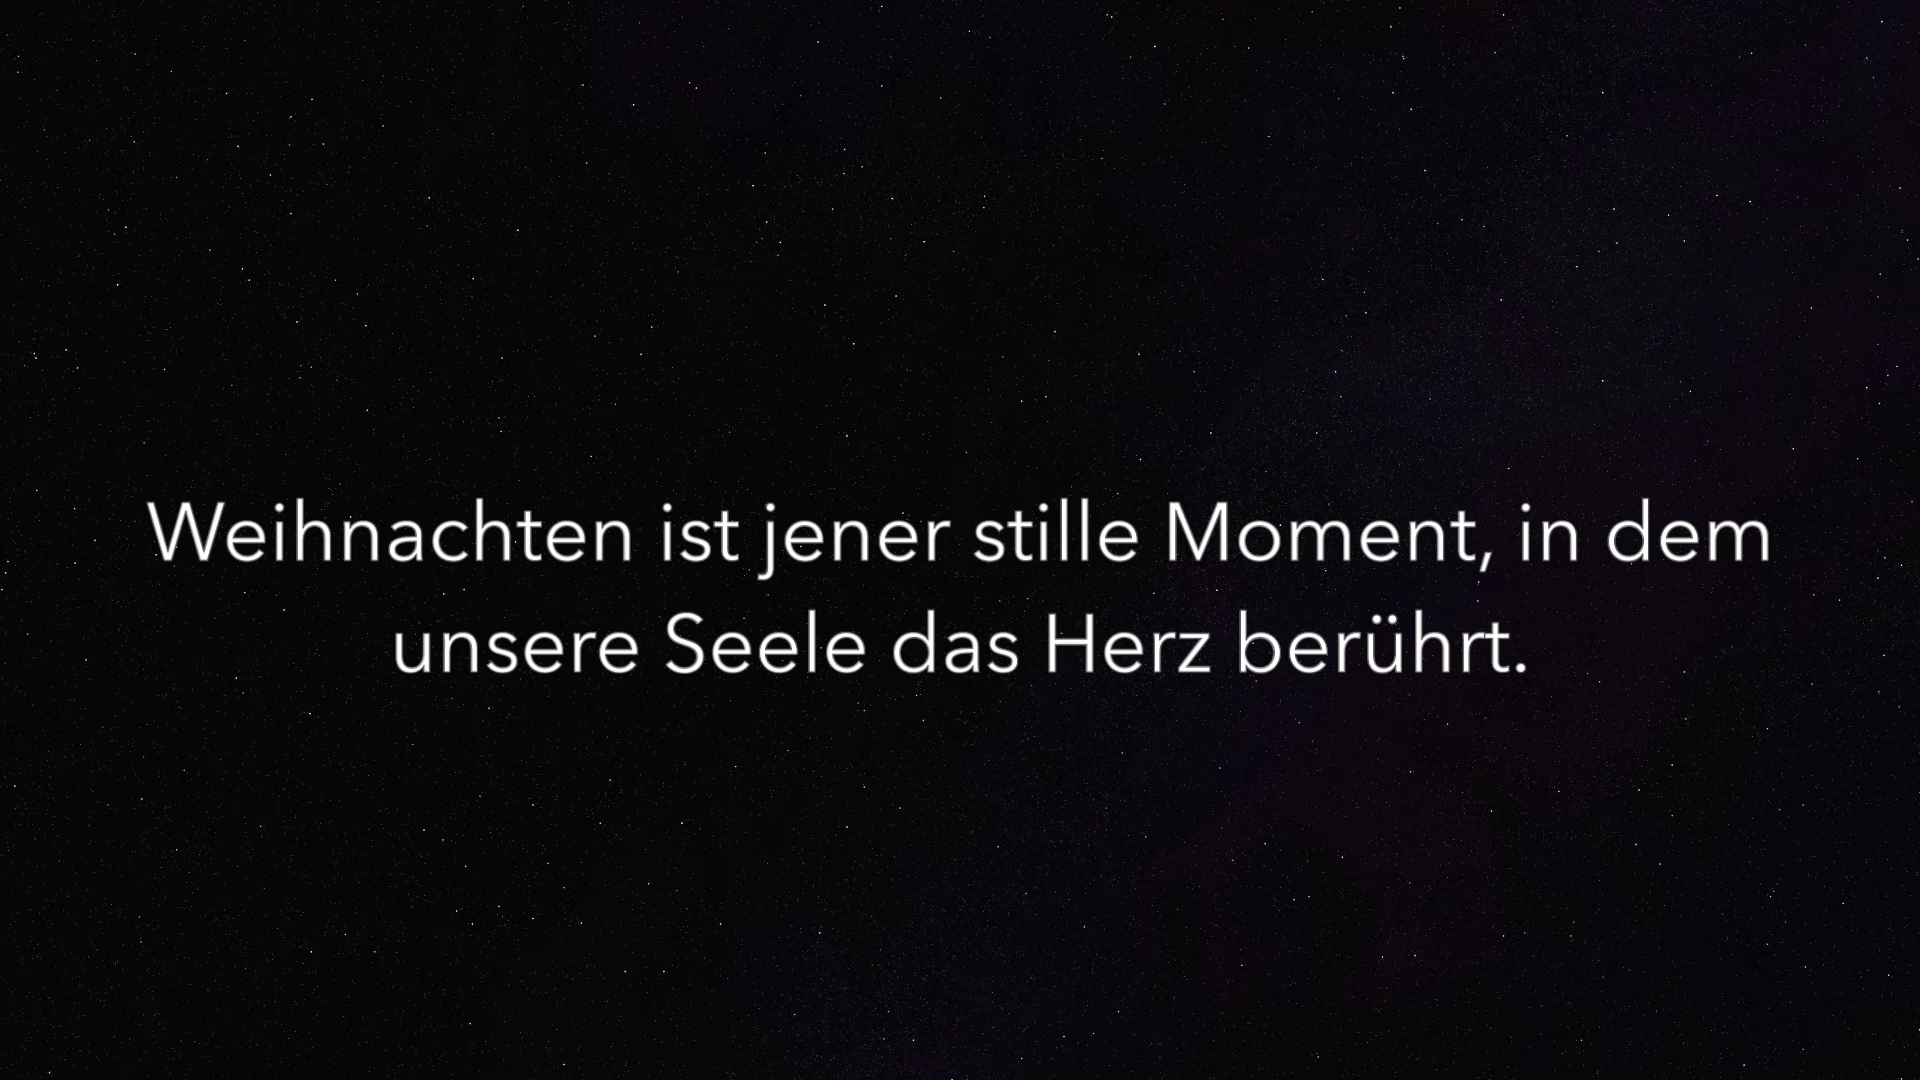 Weihnachten ist jener stille Moment, in dem
unsere Seele das Herz berührt.